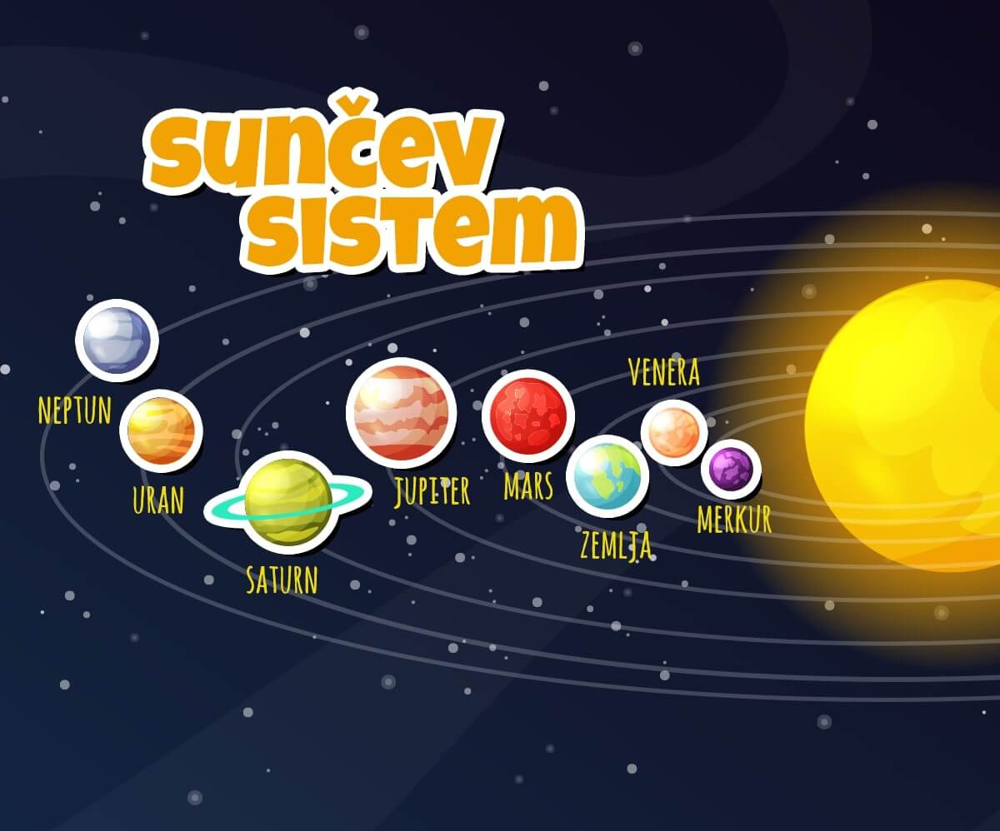 sunčev
sistem
VENERA
NEPTUN
URAN
JUPITER
MARS
MERKUR
ZEMLJA
SATURN